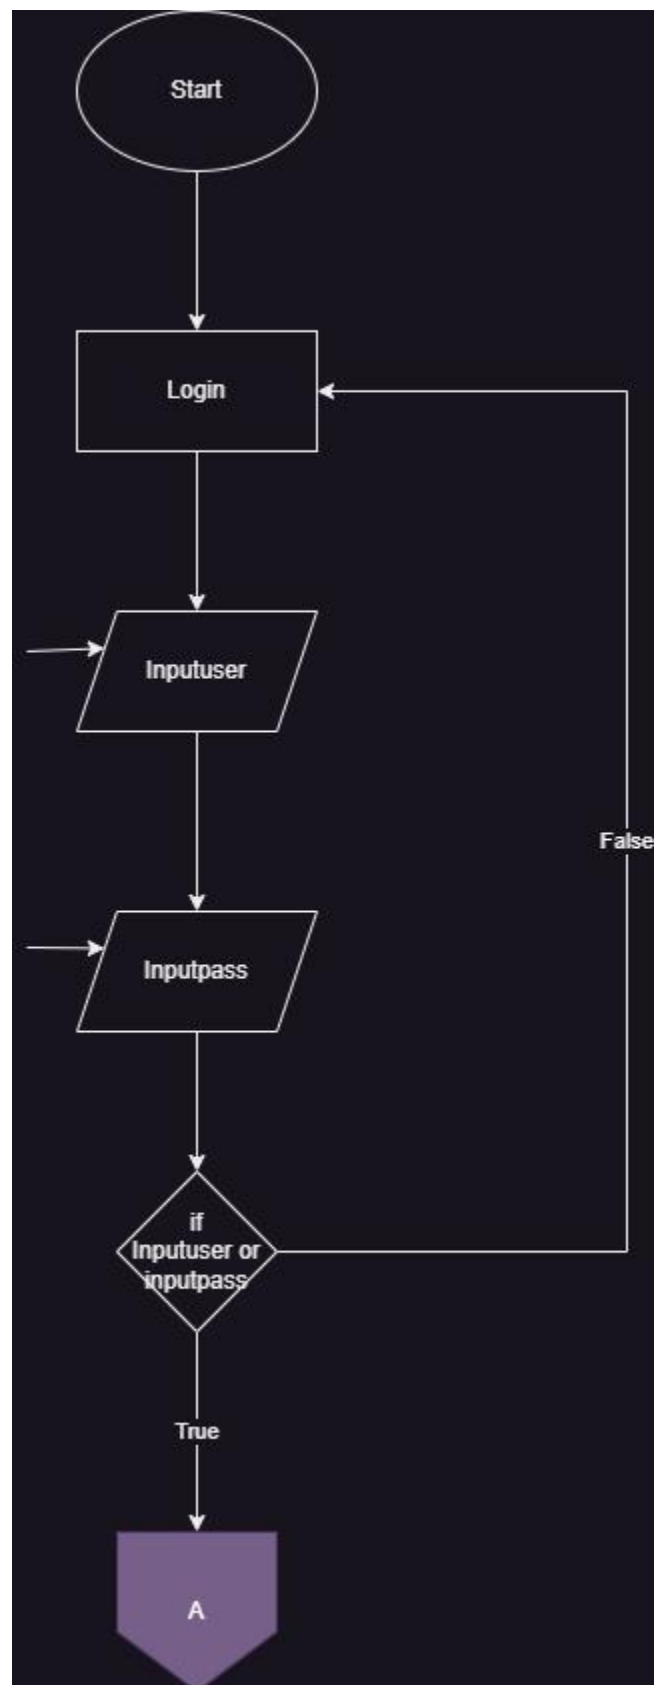 Start
Login
Inputuser
False
Inputpass
if
Inputuser or
inputpass
True
A